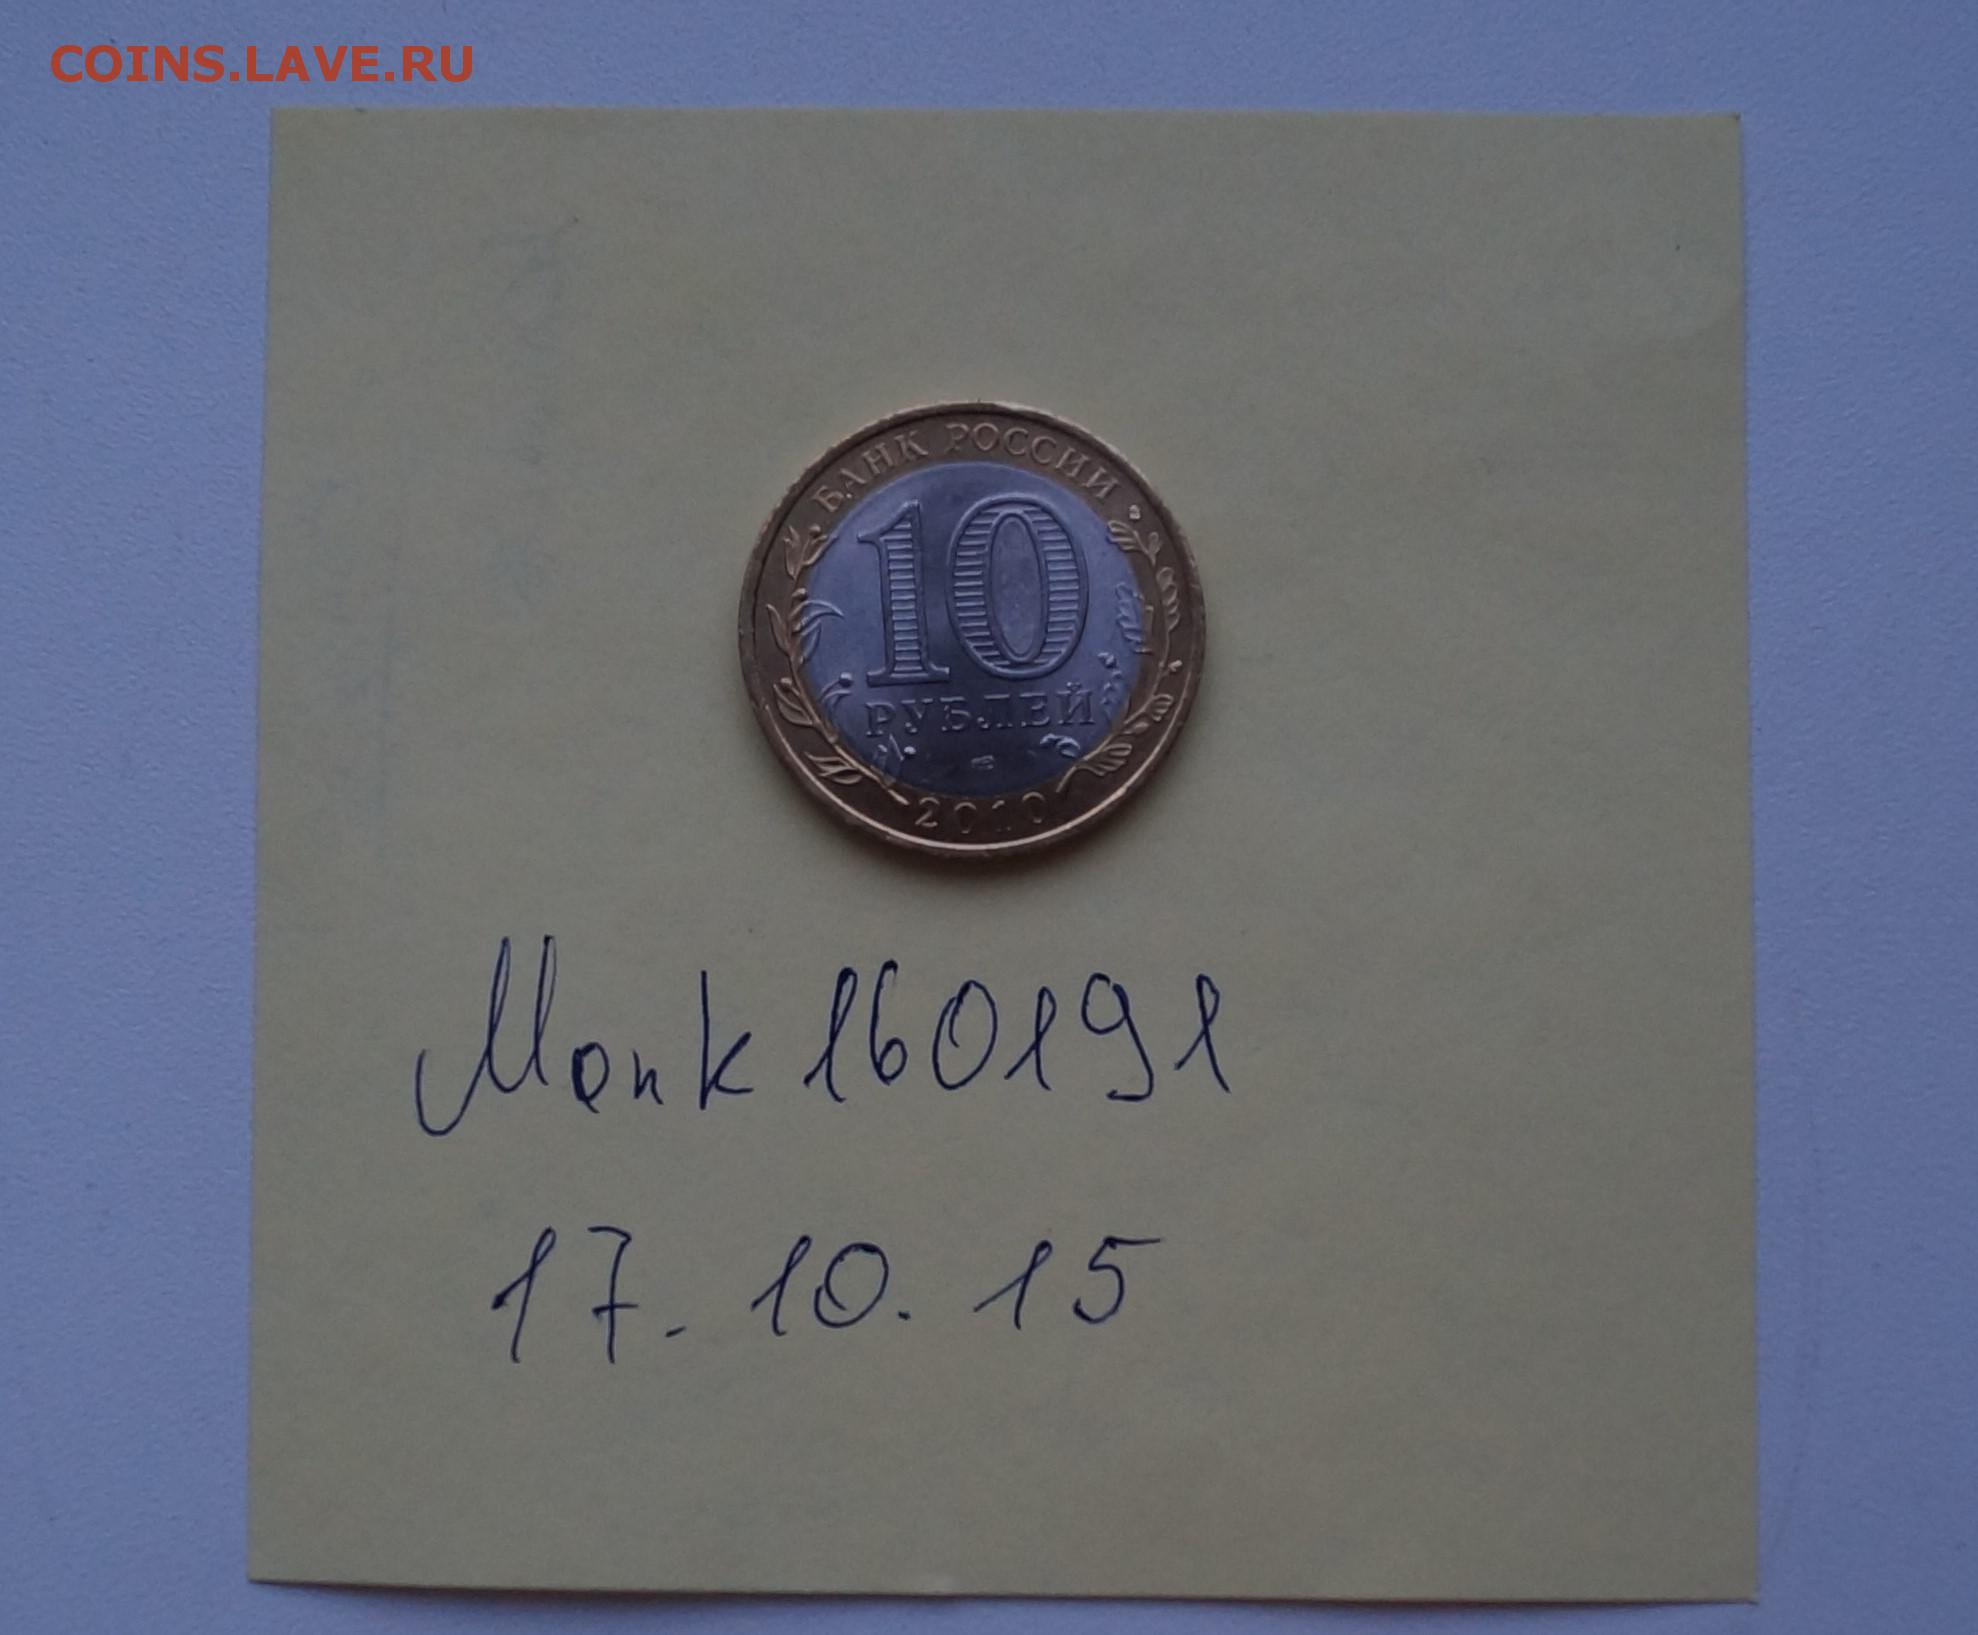 COINS.LAVE.RU
БАНК РОССИИ
10
РУБЛЕЙ
2010
Monk160191
17.10.15